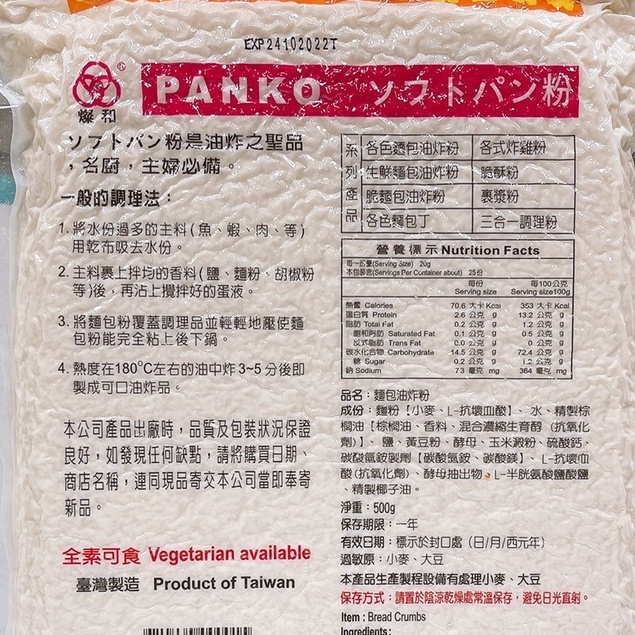 EXP24102022T
燦和
PANKO ソフトパン粉
ソフトパン粉是油炸之聖品
，名廚，主婦必備。
一般的調理法：
1.將水份過多的主料（魚、蝦、肉、等）
用乾布吸去水份。
2.主料裹上拌均的香料（鹽、麵粉、胡椒粉
等)後，再沾上攪拌好的蛋液。
3.將麵包粉覆蓋調理品並輕輕地壓使麵
包粉能完全粘上後下鍋。
4.熱度在180°C左右的油中炸3~5分後即
製成可口油炸品。
本公司產品出廠時，品質及包裝狀況保證
良好，如發現任何缺點，請將購買日期、
商店名稱，連同現品寄交本公司當即奉寄
新品。
全素可食 Vegetarian available
臺灣製造 Product of Taiwan
系列產品
各色麵包油炸粉 各式炸雞粉
生鮮麵包油炸粉 脆酥粉
脆麵包油炸粉 裹漿粉
各色麵包丁 三合一調理粉
營養標示 Nutrition Facts
每一份量(Serving Size) 20g
本包裝含(Servings Per Container about) 25份
每份 每100公克
Serving size Serving size100g
熱量 Calories 70.6 大卡 Kcal 353 大卡 Kcal
蛋白質 Protein 2.6 公克 g 13.2 公克 g
脂肪 Total Fat 0.2 公克 g 1.2 公克 g
飽和脂肪 Saturated Fat 0.1 公克 g 0.5 公克 g
反式脂肪 Trans Fat 0.0 公克 g 0.0 公克 g
碳水化合物 Carbohydrate 14.5 公克 g 72.4 公克 g
糖 Sugar 0.2 公克 g 1.2 公克 g
鈉 Sodium 73 毫克 mg 364 毫克 mg
品名：麵包油炸粉
成份：麵粉【小麥、L-抗壞血酸】、水、精製棕
櫚油【棕櫚油、香料、混合濃縮生育醇（抗氧化
劑)】、鹽、黃豆粉、酵母、玉米澱粉、硫酸鈣、
碳酸氫銨製劑【碳酸氫銨、碳酸鎂】、L-抗壞血
酸(抗氧化劑)、酵母抽出物、L-半胱氨酸鹽酸鹽
、精製椰子油。
淨重：500g
保存期限：一年
有效日期：標示於封口處（日/月/西元年）
過敏原：小麥、大豆
本產品生產製程設備有處理小麥、大豆
保存方式：請置於陰涼乾燥處常溫保存，避免日光直射。
Item : Bread Crumbs
Ingredients: